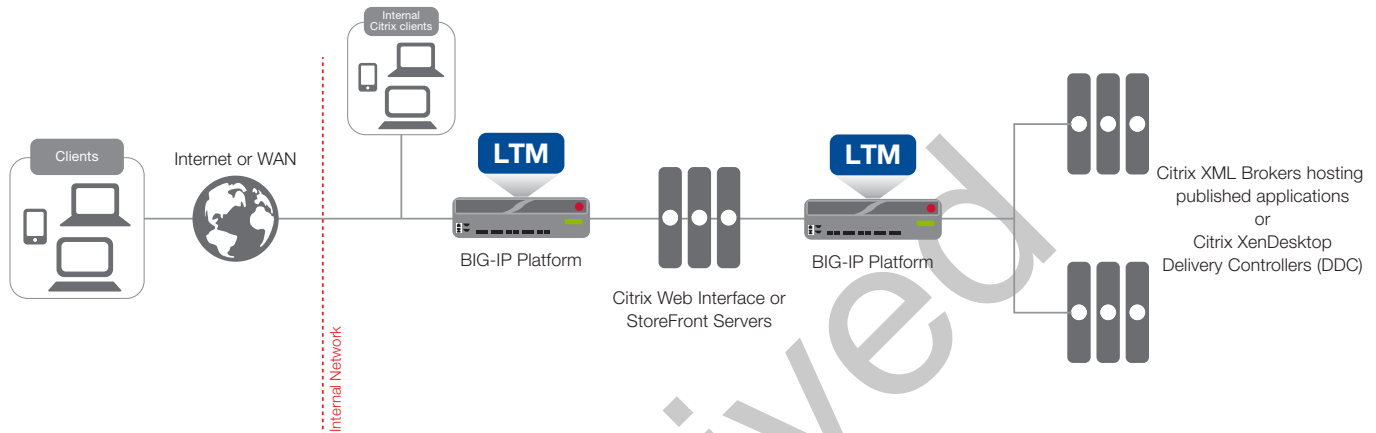 Internal
Citrix clients
Clients
Internet or WAN
Internal Network
LTM
BIG-IP Platform
Citrix Web Interface or
StoreFront Servers
LTM
BIG-IP Platform
Citrix XML Brokers hosting
published applications
or
Citrix XenDesktop
Delivery Controllers (DDC)